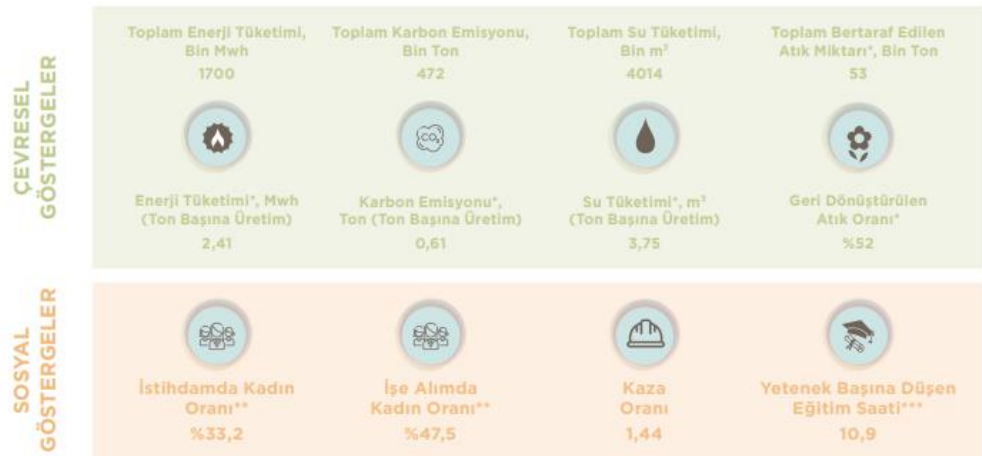 ÇEVRESEL
GÖSTERGELER
Toplam Enerji Tüketimi,
Bin Mwh
1700
Toplam Karbon Emisyonu,
Bin Ton
472
Toplam Su Tüketimi,
Bin m³
4014
Toplam Bertaraf Edilen
Atık Miktarı*, Bin Ton
53
CO₂
Enerji Tüketimi*, Mwh
(Ton Başına Üretim)
2,41
Karbon Emisyonu*,
Ton (Ton Başına Üretim)
0,61
Su Tüketimi*, m³
(Ton Başına Üretim)
3,75
Geri Dönüştürülen
Atık Oranı*
%52
SOSYAL
GÖSTERGELER
İstihdamda Kadın
Oranı**
%33,2
İşe Alımda
Kadın Oranı**
%47,5
Kaza
Oranı
1,44
Yetenek Başına Düşen
Eğitim Saati***
10,9